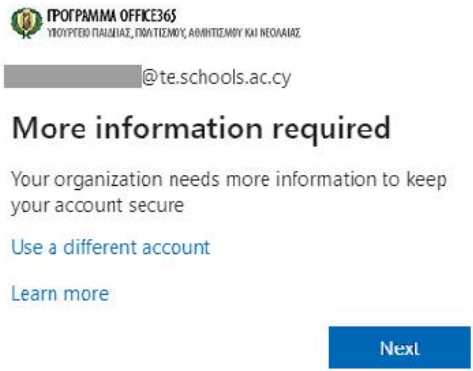 ΠΡΟΓΡΑΜΜΑ OFFICE365
ΥΠΟΥΡΓΕΙΟ ΠΑΙΔΕΙΑΣ, ΠΟΛΙΤΙΣΜΟΥ, ΑΘΛΗΤΙΣΜΟΥ ΚΑΙ ΝΕΟΛΑΙΑΣ
@te.schools.ac.cy
More information required
Your organization needs more information to keep
your account secure
Use a different account
Learn more
Next